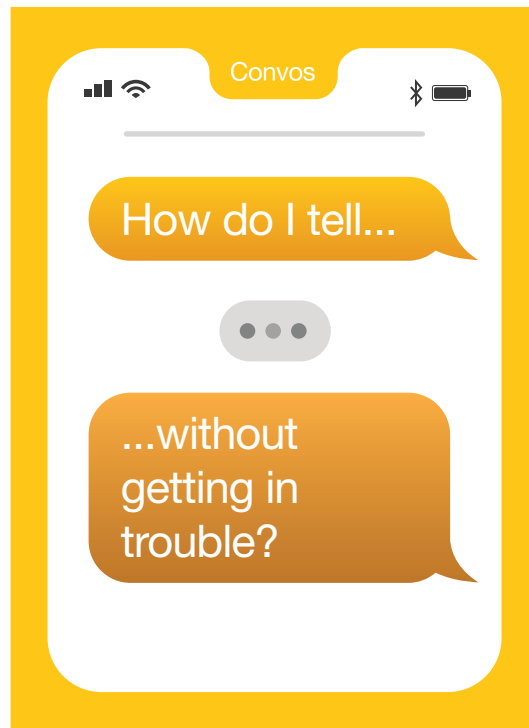 Convos
How do I tell...
...without
getting in
trouble?